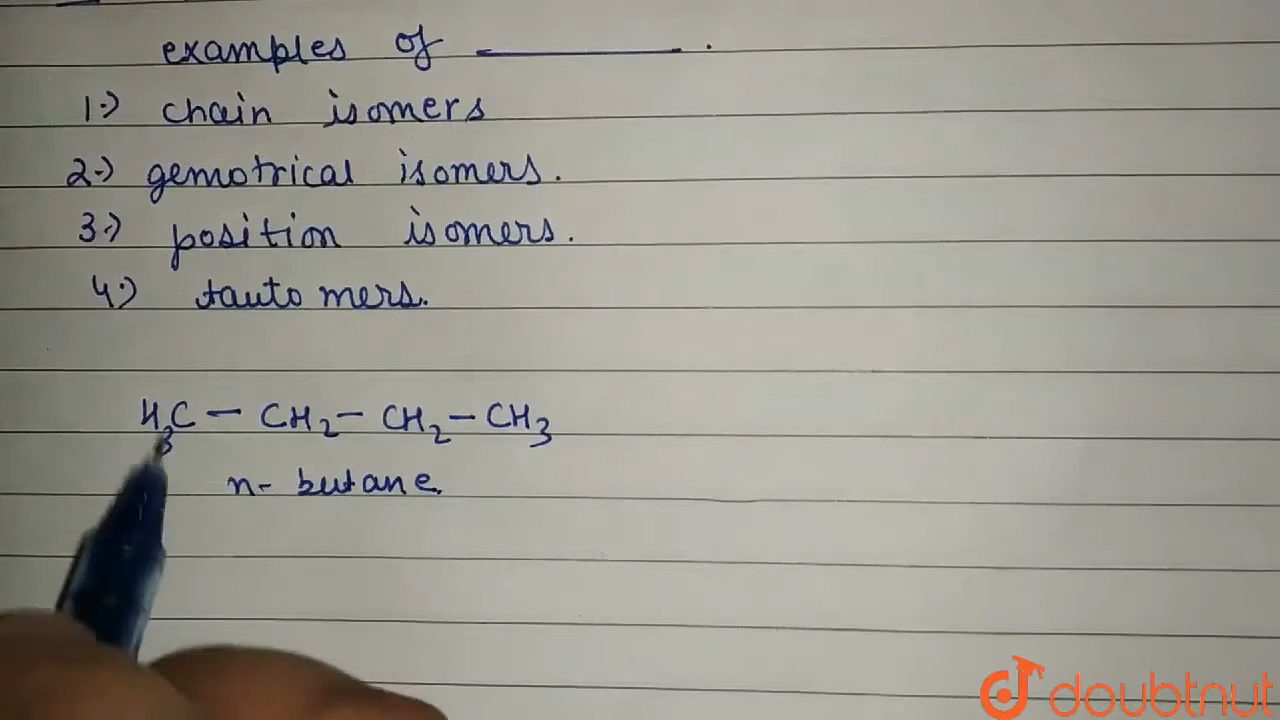 examples of ________ .
1.) chain isomers
2.) gemotrical isomers.
3.) position isomers.
4.) tautomers.
H₃C – CH₂ – CH₂ – CH₃
n- butane
doubtnut